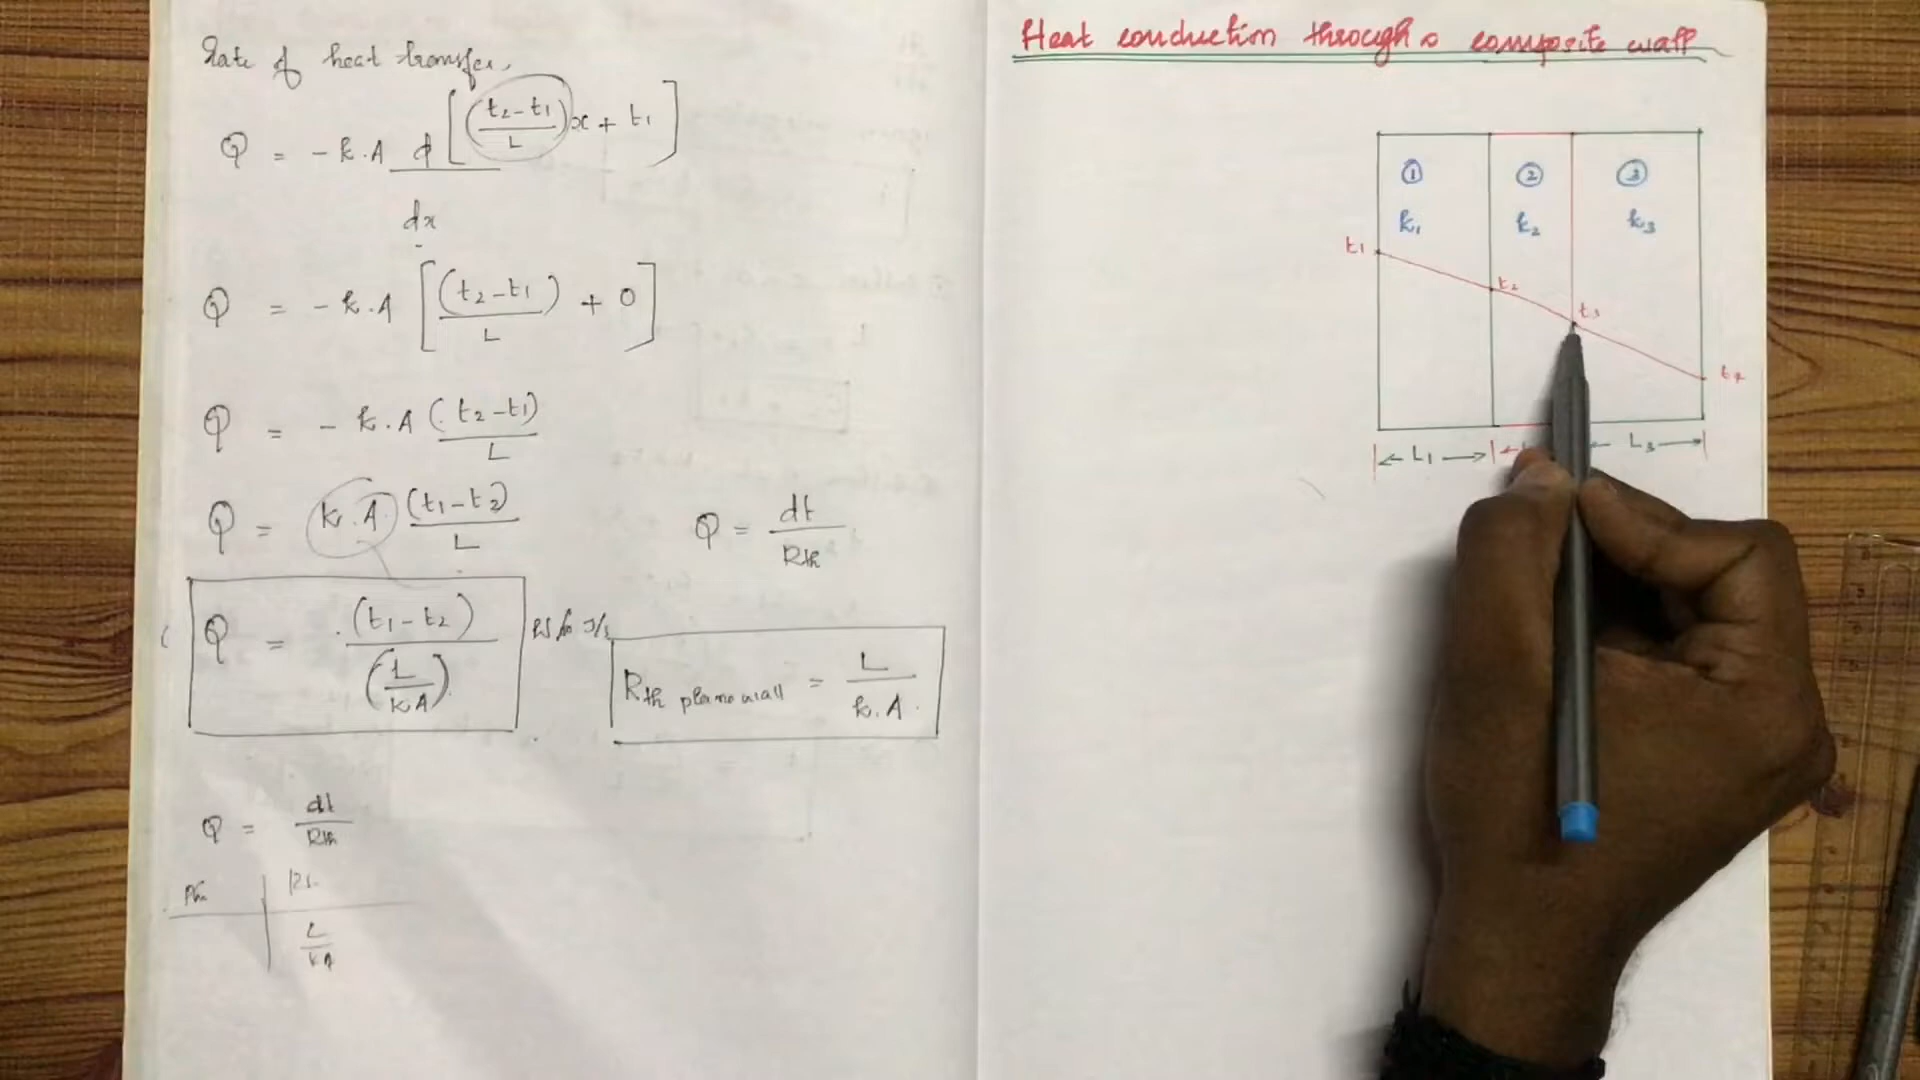 Rate of heat transfer,
Q = -k.A d [(t2-t1)/L x + t1]
dx
Q = -k.A [(t2-t1)/L + 0]
Q = -k.A (t2-t1)/L
Q = k.A. (t1-t2)/L
Q = dt/Rth
Q = (t1-t2)/(L/kA)
Rth plane wall = L/k.A.
Q = dt/Rth
L/kA
Heat conduction through a composite wall
① ② ③
k1 k2 k3
t1
t2
t3
L1 L3